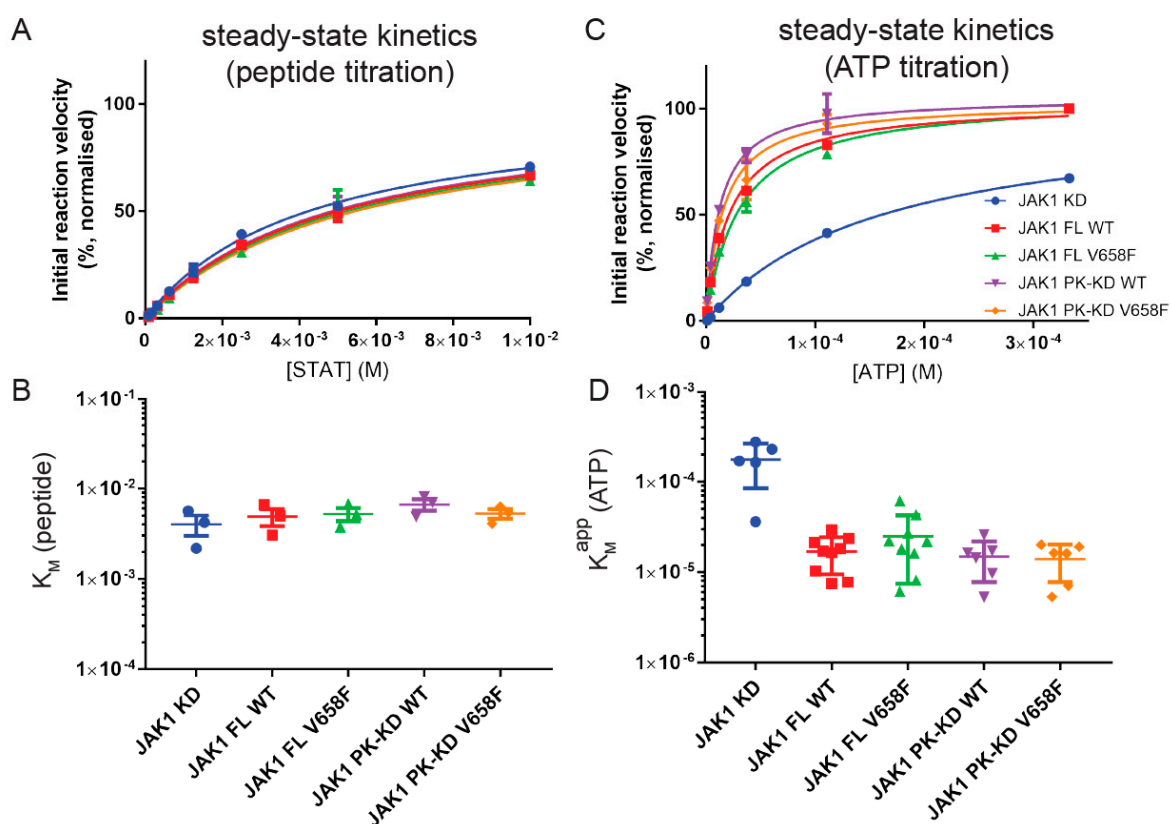 A
steady-state kinetics
(peptide titration)
Initial reaction velocity
(%, normalised)
100
50
0
0
2×10⁻³
4×10⁻³
6×10⁻³
8×10⁻³
1×10⁻²
[STAT] (M)
C
steady-state kinetics
(ATP titration)
Initial reaction velocity
(%, normalised)
100
50
0
0
1×10⁻⁴
2×10⁻⁴
3×10⁻⁴
[ATP] (M)
JAK1 KD
JAK1 FL WT
JAK1 FL V658F
JAK1 PK-KD WT
JAK1 PK-KD V658F
B
K_M (peptide)
1×10⁻¹
1×10⁻²
1×10⁻³
1×10⁻⁴
JAK1 KD
JAK1 FL WT
JAK1 FL V658F
JAK1 PK-KD WT
JAK1 PK-KD V658F
D
K_M^app (ATP)
1×10⁻³
1×10⁻⁴
1×10⁻⁵
1×10⁻⁶
JAK1 KD
JAK1 FL WT
JAK1 FL V658F
JAK1 PK-KD WT
JAK1 PK-KD V658F